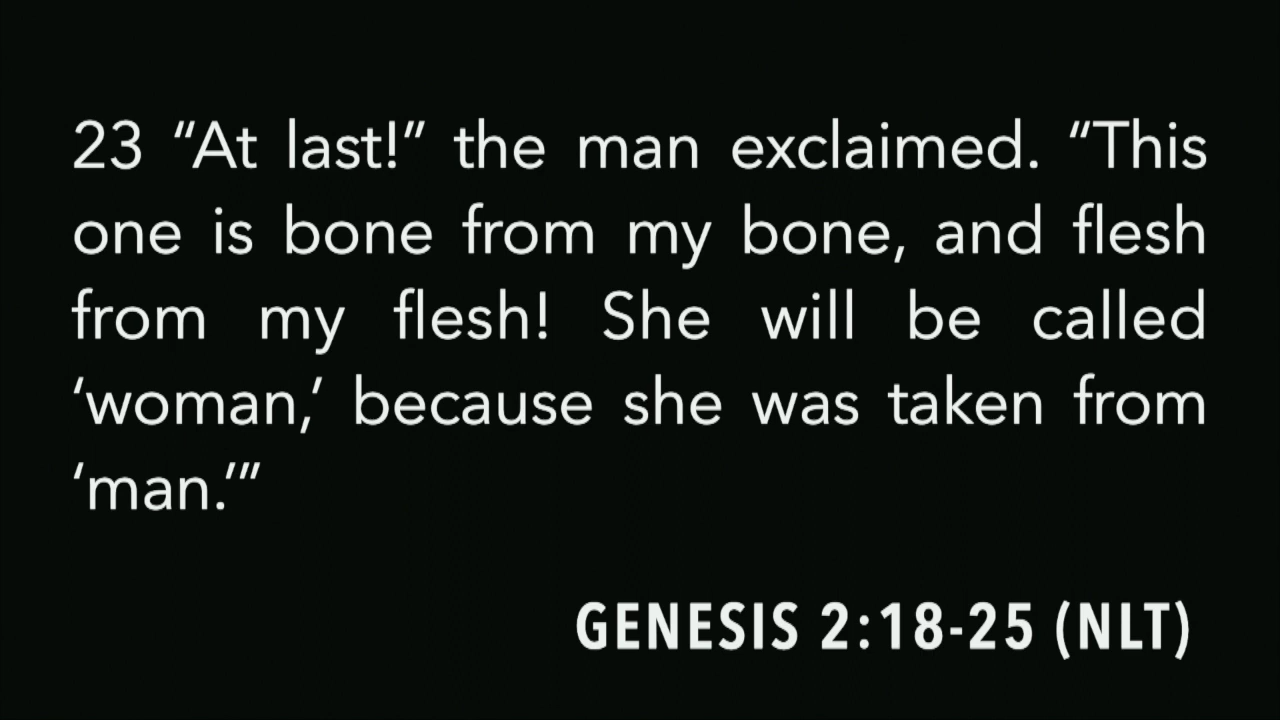 23 “At last!” the man exclaimed. “This
one is bone from my bone, and flesh
from my flesh! She will be called
‘woman,’ because she was taken from
‘man.’”
GENESIS 2:18-25 (NLT)